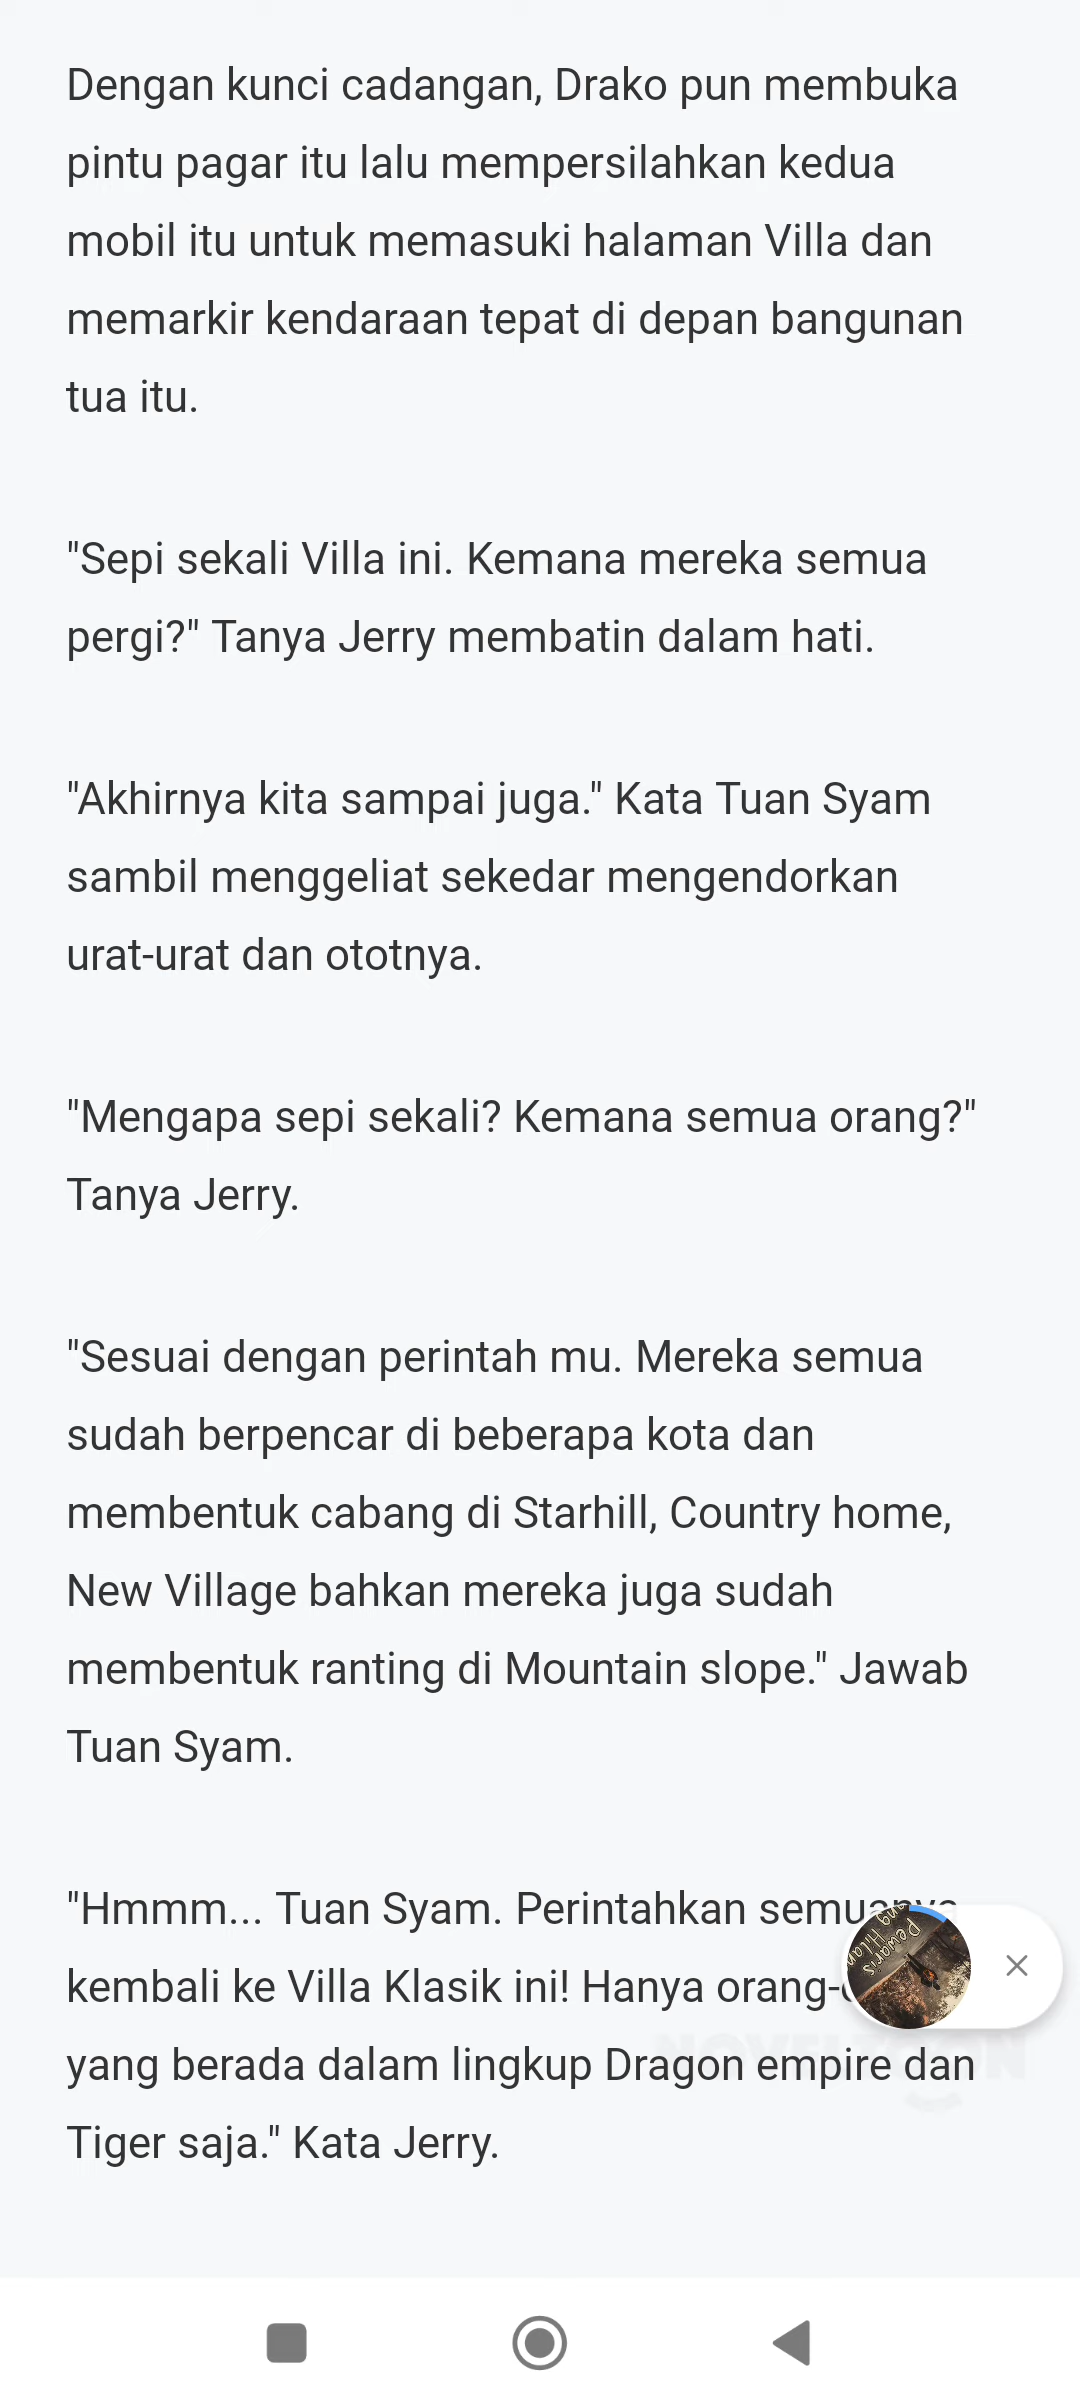 Dengan kunci cadangan, Drako pun membuka
pintu pagar itu lalu mempersilahkan kedua
mobil itu untuk memasuki halaman Villa dan
memarkir kendaraan tepat di depan bangunan
tua itu.
"Sepi sekali Villa ini. Kemana mereka semua
pergi?" Tanya Jerry membatin dalam hati.
"Akhirnya kita sampai juga." Kata Tuan Syam
sambil menggeliat sekedar mengendorkan
urat-urat dan ototnya.
"Mengapa sepi sekali? Kemana semua orang?"
Tanya Jerry.
"Sesuai dengan perintah mu. Mereka semua
sudah berpencar di beberapa kota dan
membentuk cabang di Starhill, Country home,
New Village bahkan mereka juga sudah
membentuk ranting di Mountain slope." Jawab
Tuan Syam.
"Hmmm... Tuan Syam. Perintahkan semuanya
kembali ke Villa Klasik ini! Hanya orang-
Pewaris
yang Hilang
NOVELTOON
yang berada dalam lingkup Dragon empire dan
Tiger saja." Kata Jerry.